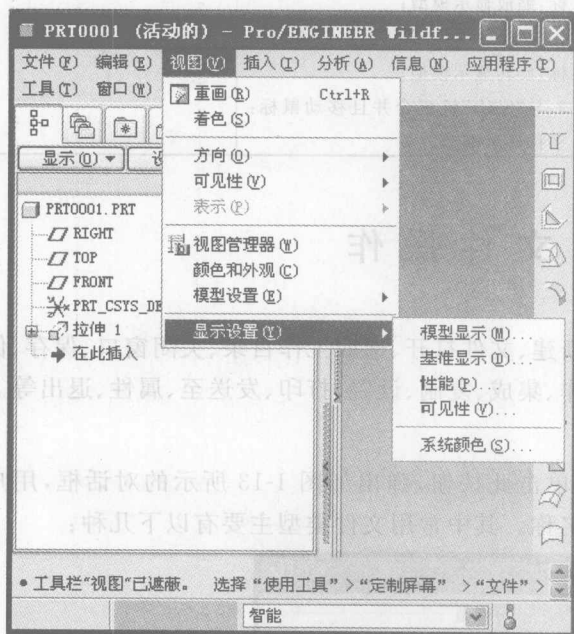 PRT0001 (活动的) - Pro/ENGINEER Wildf...
文件(F) 编辑(E) 视图(V) 插入(I) 分析(A) 信息(N) 应用程序(P)
工具(T) 窗口(W)
重画(R) Ctrl+R
着色(S)
方向(O)
可见性(V)
表示(P)
视图管理器(W)
颜色和外观(C)
模型设置(E)
显示设置(Y)
模型显示(M)...
基准显示(D)...
性能(P)...
可见性(V)...
系统颜色(S)...
显示(O)
PRT0001.PRT
RIGHT
TOP
FRONT
PRT_CSYS_DE
拉伸 1
在此插入
• 工具栏“视图”已遮蔽。 选择“使用工具”>“定制屏幕” >“文件”>
智能